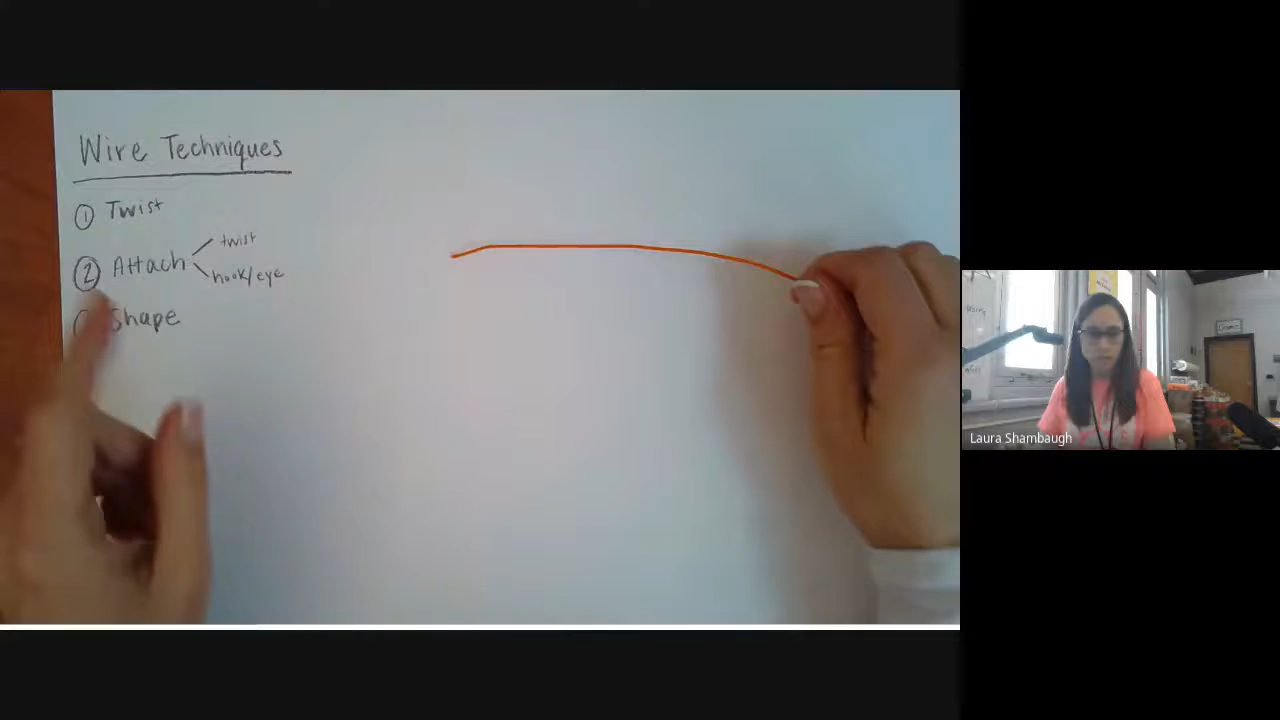 Wire Techniques
① Twist
② Attach
twist
hook/eye
Shape
Laura Shambaugh